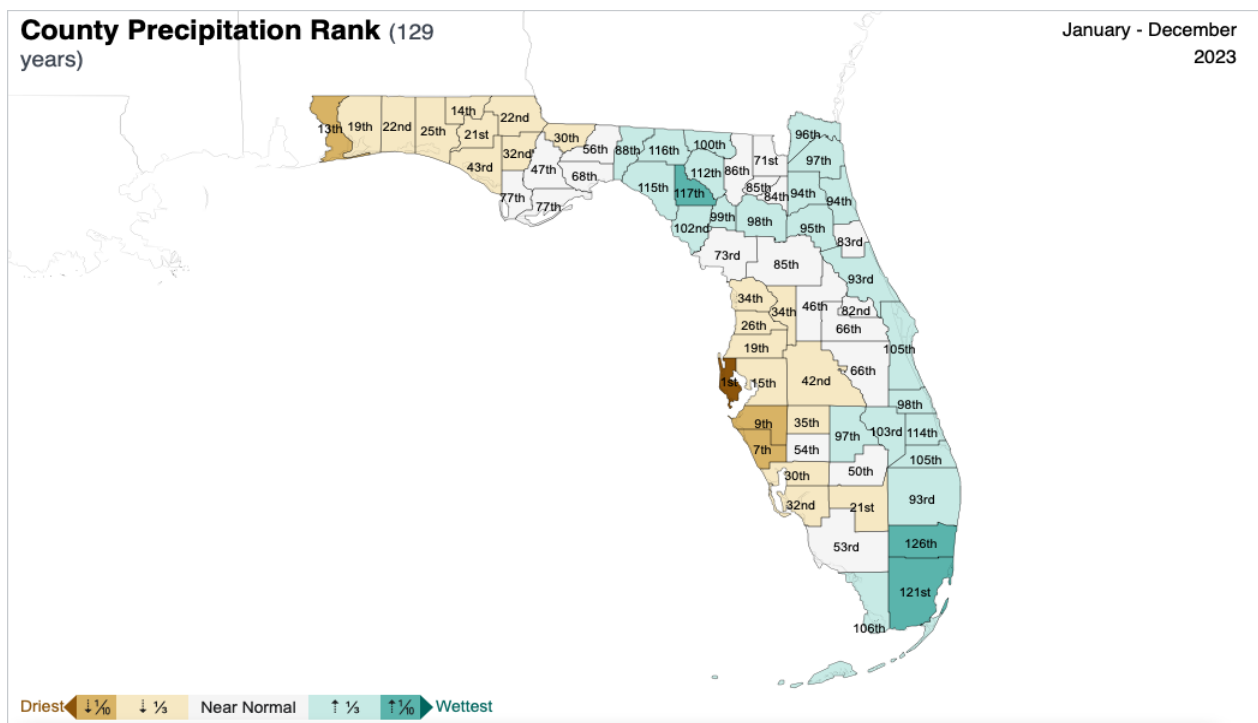 County Precipitation Rank (129
years)
January - December
2023
13th 19th 22nd 25th 14th 22nd
21st
43rd 32nd
30th 56th 88th 116th 100th 71st 96th
47th 68th 97th
77th 77th
115th 117th 112th 86th 85th 84th 94th 94th
102nd 99th 98th 95th 83rd
73rd 85th 93rd
34th 34th 46th 82nd
26th 66th
19th 105th
1st 15th 42nd 66th
9th 35th 97th 103rd 98th
7th 54th 114th
30th 50th 105th
32nd 21st 93rd
53rd 126th
121st
106th
Driest ↓ 1/10 ↓ 1/3 Near Normal ↑ 1/3 ↑ 1/10 Wettest